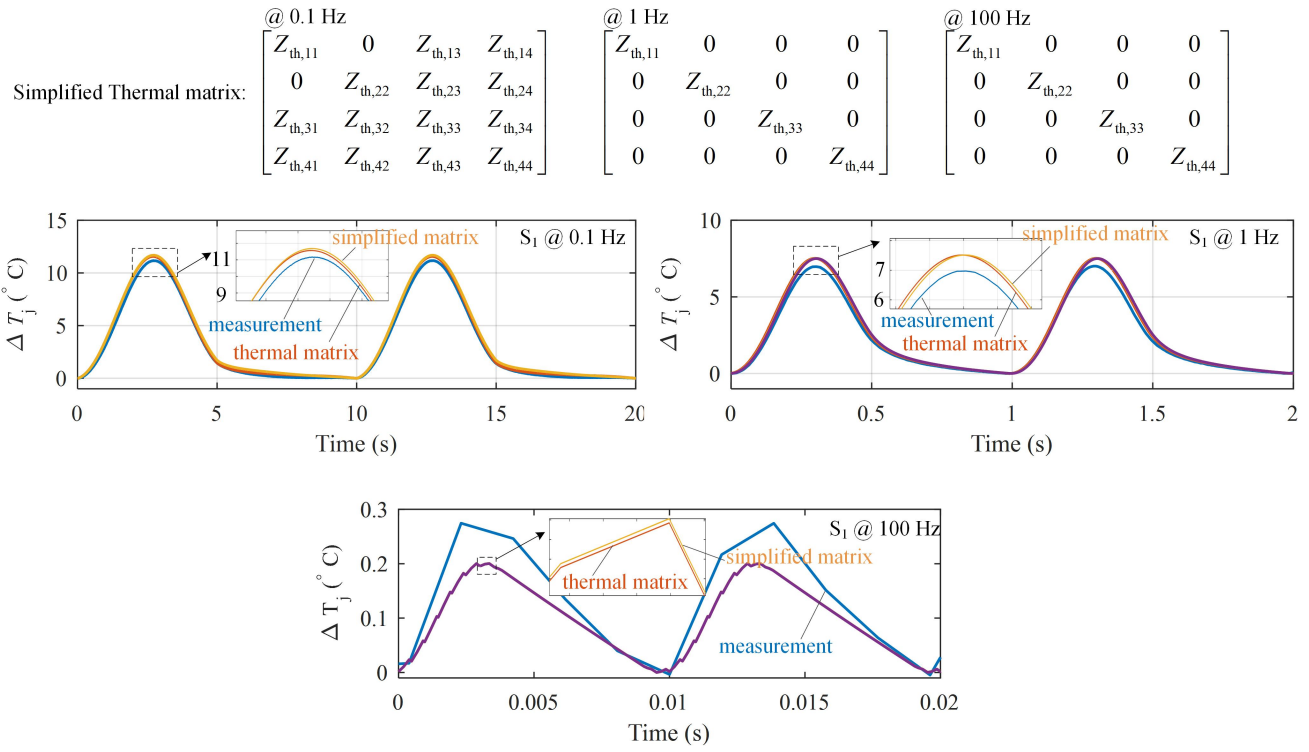 @ 0.1 Hz
@ 1 Hz
@ 100 Hz
Simplified Thermal matrix:
Z_th,11 0 Z_th,13 Z_th,14
0 Z_th,22 Z_th,23 Z_th,24
Z_th,31 Z_th,32 Z_th,33 Z_th,34
Z_th,41 Z_th,42 Z_th,43 Z_th,44
Z_th,11 0 0 0
0 Z_th,22 0 0
0 0 Z_th,33 0
0 0 0 Z_th,44
Z_th,11 0 0 0
0 Z_th,22 0 0
0 0 Z_th,33 0
0 0 0 Z_th,44
S_1 @ 0.1 Hz
simplified matrix
measurement
thermal matrix
11
9
15
10
5
0
Δ T_j (° C)
0 5 10 15 20
Time (s)
S_1 @ 1 Hz
simplified matrix
measurement
thermal matrix
7
6
10
5
0
Δ T_j (° C)
0 0.5 1 1.5 2
Time (s)
S_1 @ 100 Hz
simplified matrix
thermal matrix
measurement
0.3
0.2
0.1
0
Δ T_j (° C)
0 0.005 0.01 0.015 0.02
Time (s)